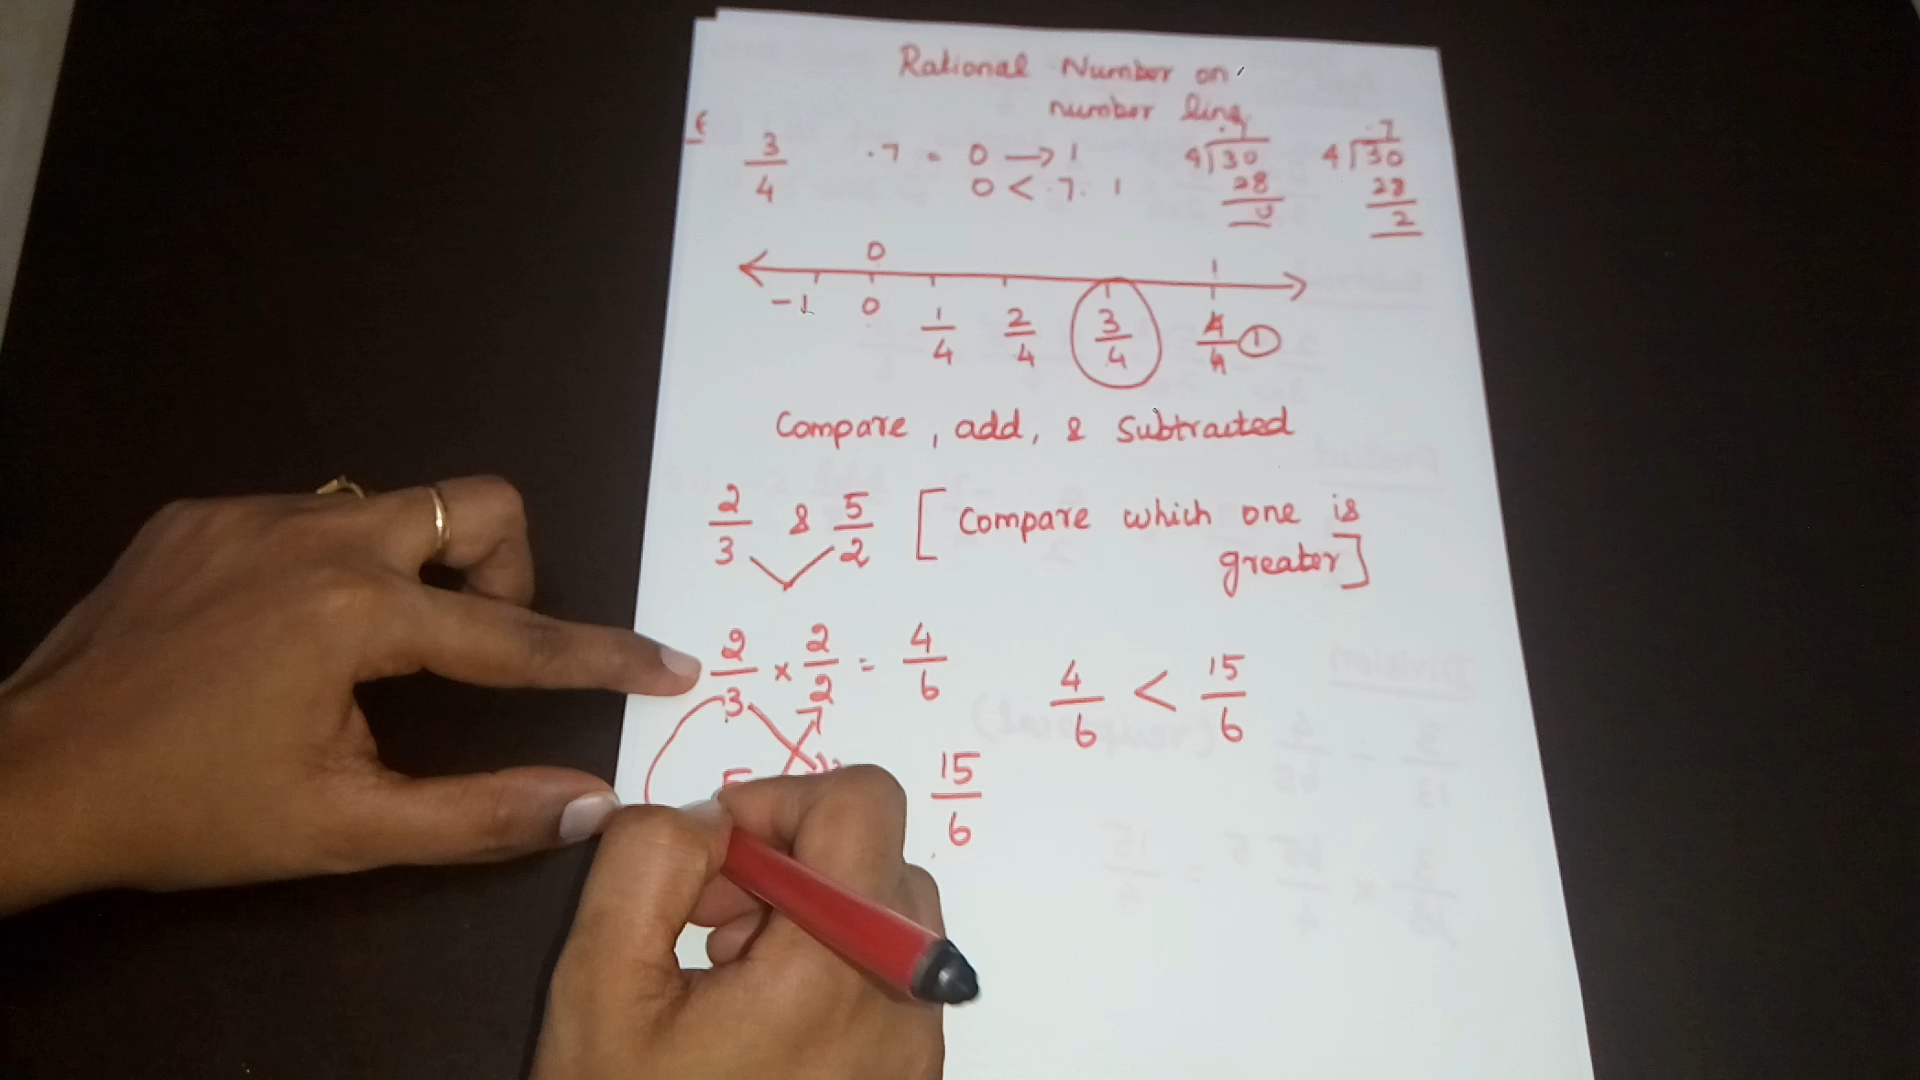 Rational Number on
number line
3/4 .7 = 0 → 1 4)30 .7 4)30 .7
0 < .7. 1 28 28
0 2
0 1
-1 0 1/4 2/4 3/4 4/4 1
Compare, add, & Subtracted
2/3 & 5/2 [Compare which one is
greater]
2/3 × 2/2 = 4/6 4/6 < 15/6
15/6